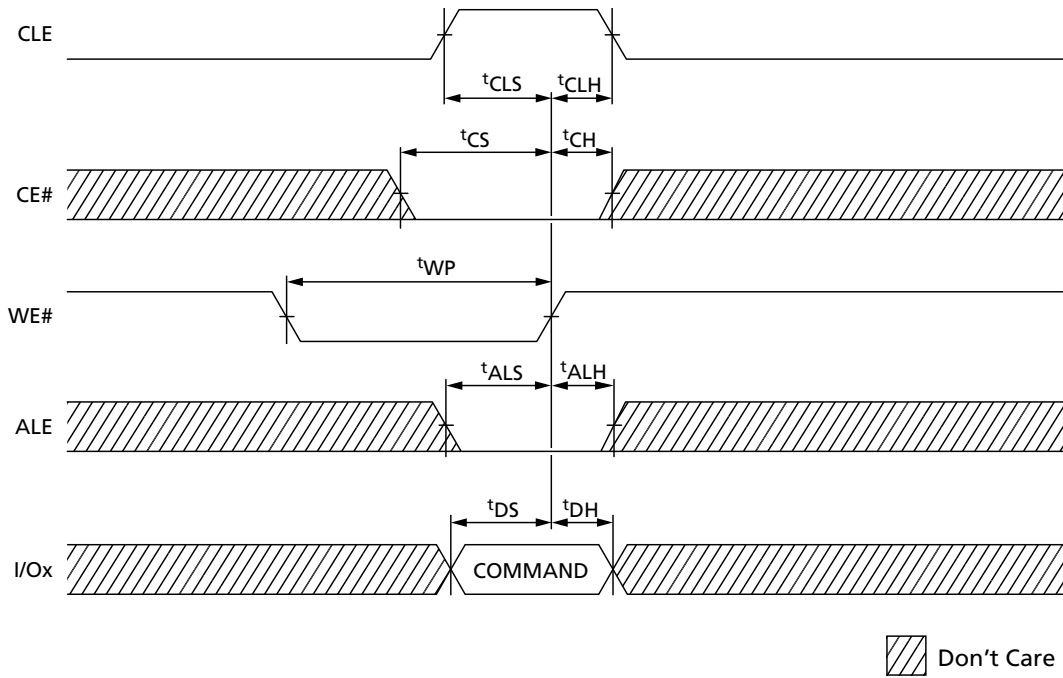 CLE
tCLS tCLH
tCS tCH
CE#
tWP
WE#
tALS tALH
ALE
tDS tDH
I/Ox COMMAND
Don't Care